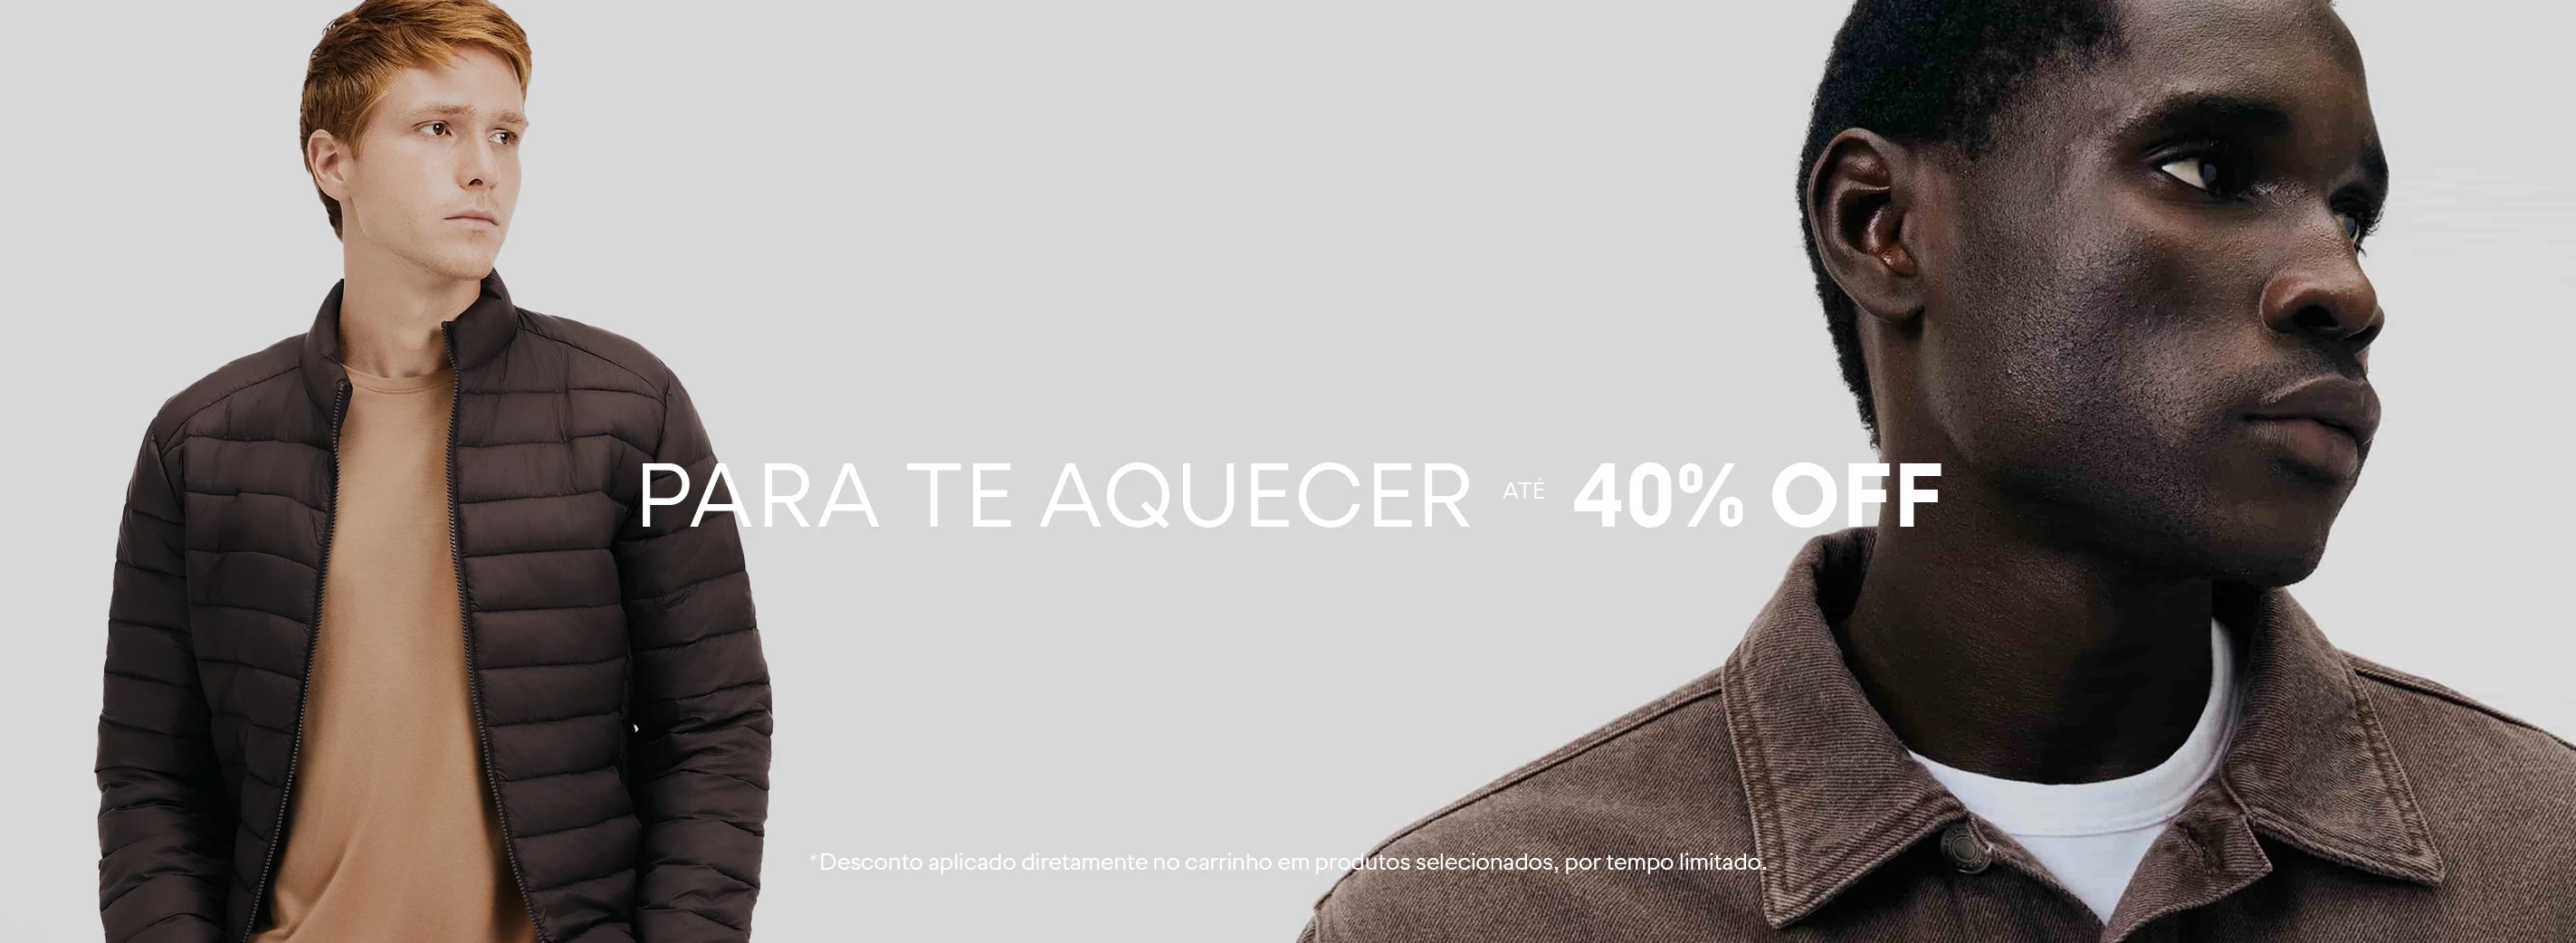 PARA TE AQUECER ATÉ 40% OFF
*Desconto aplicado diretamente no carrinho em produtos selecionados, por tempo limitado.